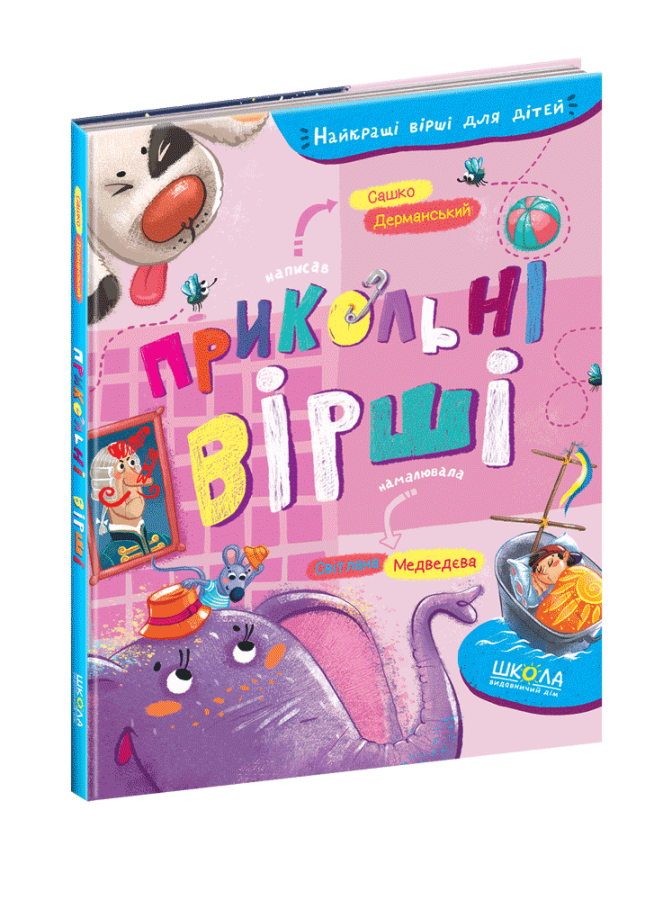 Найкращі вірші для дітей
Сашко
Дерманський
написав
ПРИКОЛЬНІ
ВІРШІ
намалювала
Світлана Медведєва
ШКОЛА
видавничий дім
Сашко Дерманський
ПРИКОЛЬНІ ВІРШІ
ШКОЛА